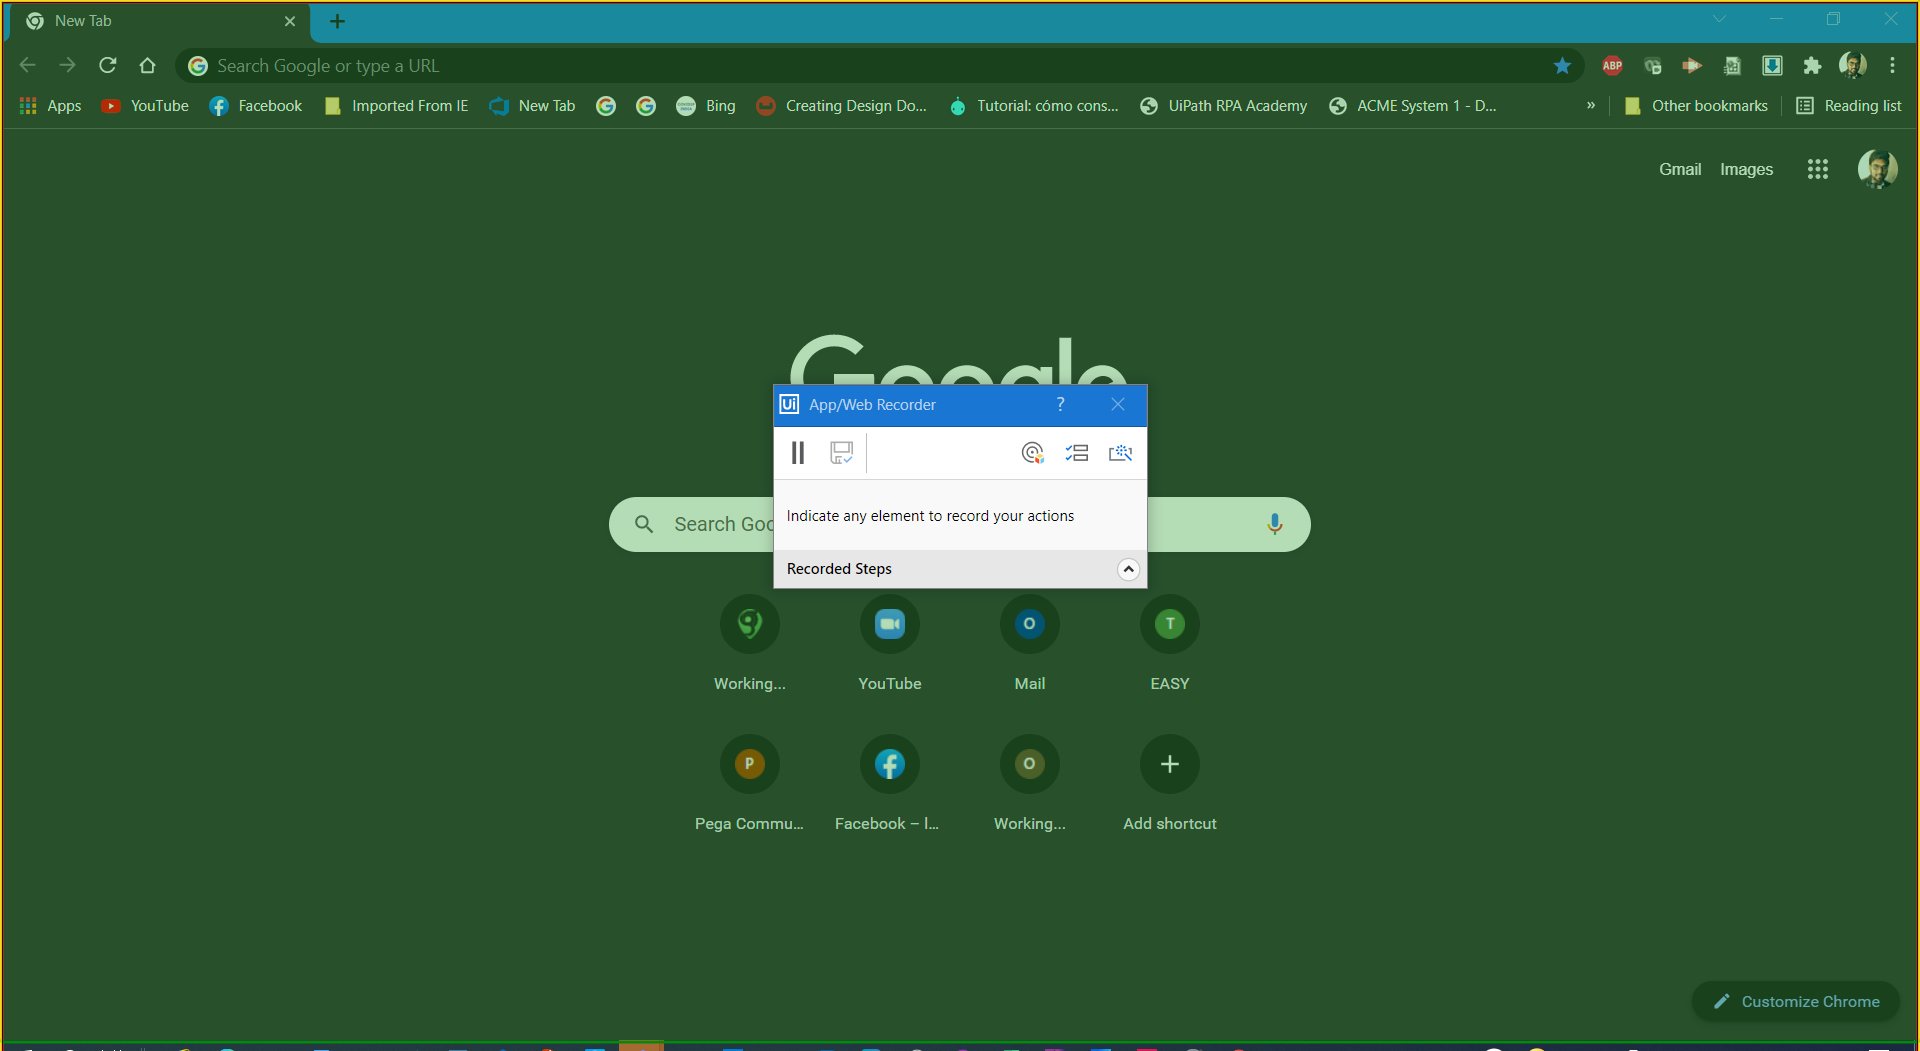 New Tab
Search Google or type a URL
ABP
Apps YouTube Facebook Imported From IE New Tab Bing Creating Design Do... Tutorial: cómo cons... UiPath RPA Academy ACME System 1 - D... » Other bookmarks Reading list
Gmail Images
Google
Ui App/Web Recorder ?
Indicate any element to record your actions
Search Goo
Recorded Steps
O T
Working... YouTube Mail EASY
P O
Pega Commu... Facebook – l... Working... Add shortcut
Customize Chrome